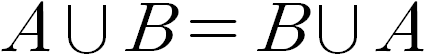 A ∪ B = B ∪ A